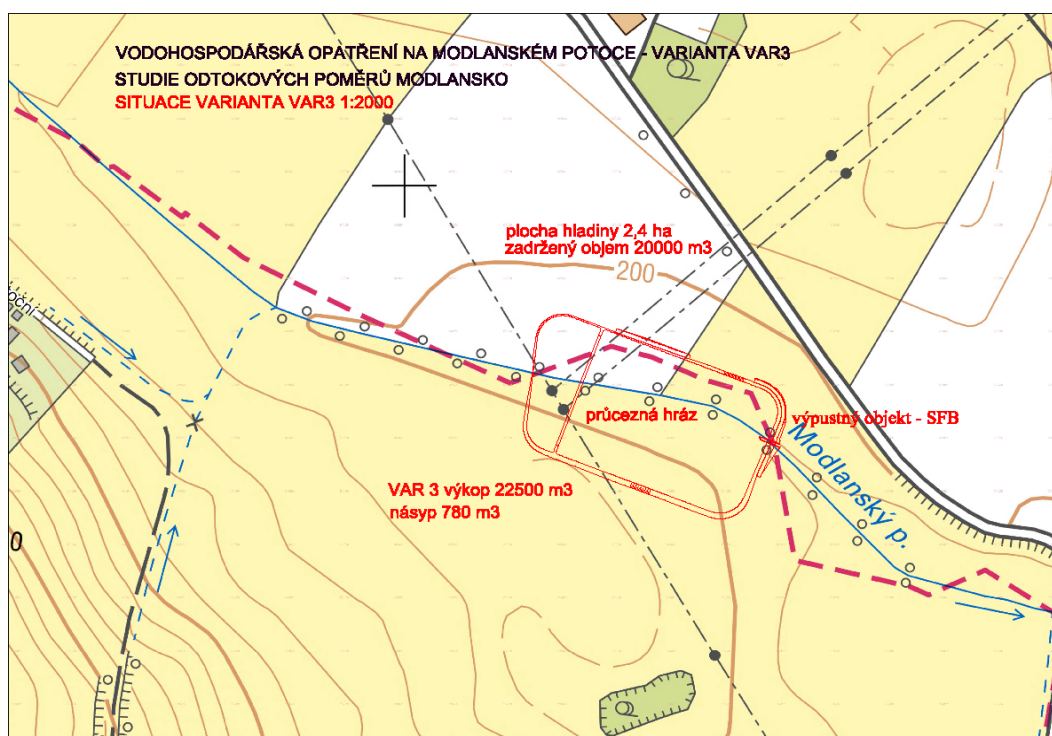 VODOHOSPODÁŘSKÁ OPATŘENÍ NA MODLANSKÉM POTOCE - VARIANTA VAR3
STUDIE ODTOKOVÝCH POMĚRŮ MODLANSKO
SITUACE VARIANTA VAR3 1:2000
plocha hladiny 2,4 ha
zadržený objem 20000 m3
200
oční
průcezná hráz
výpustný objekt - SFB
Modlanský p.
VAR 3 výkop 22500 m3
násyp 780 m3
0